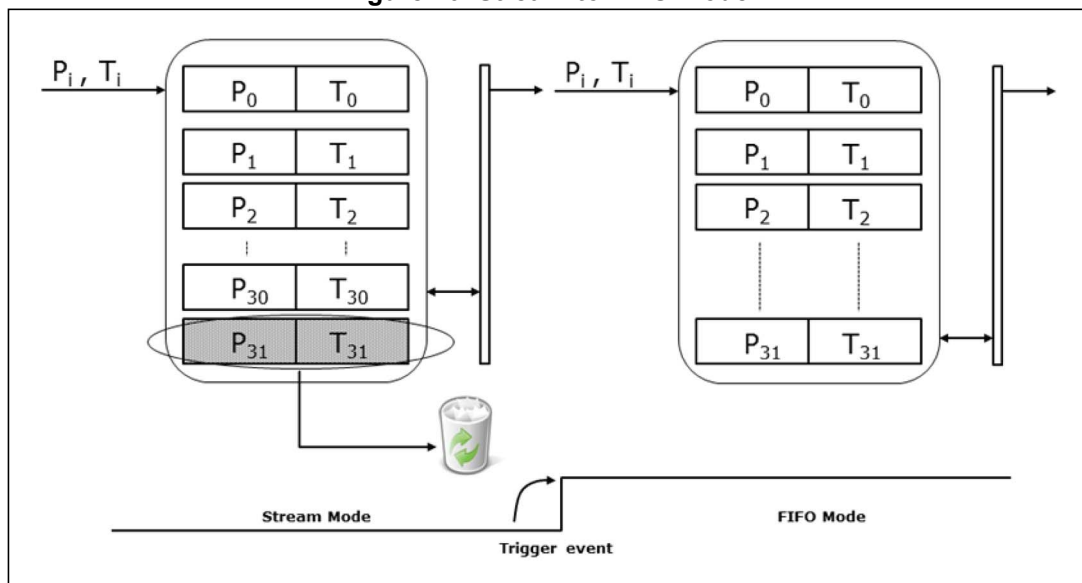 Pi , Ti
P0 T0
P1 T1
P2 T2
P30 T30
P31 T31
Pi , Ti
P0 T0
P1 T1
P2 T2
P31 T31
Stream Mode
Trigger event
FIFO Mode